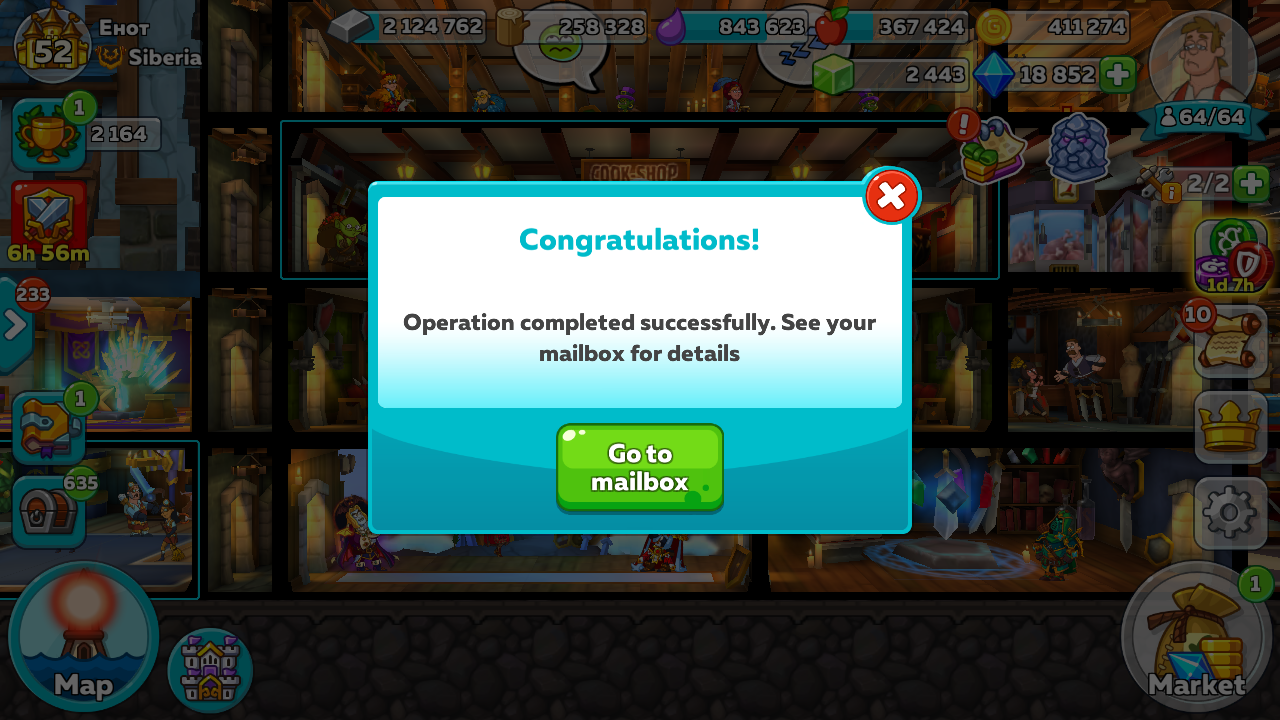 52
Енот
Siberia
2 124 762
258 328
843 623
367 424
G
411 274
2 443
18 852
64/64
1
2 164
!
2/2
i
6h 56m
COOK-SHOP
1d 7h
233
10
Congratulations!
Operation completed successfully. See your
mailbox for details
Go to
mailbox
1
635
Map
1
Market